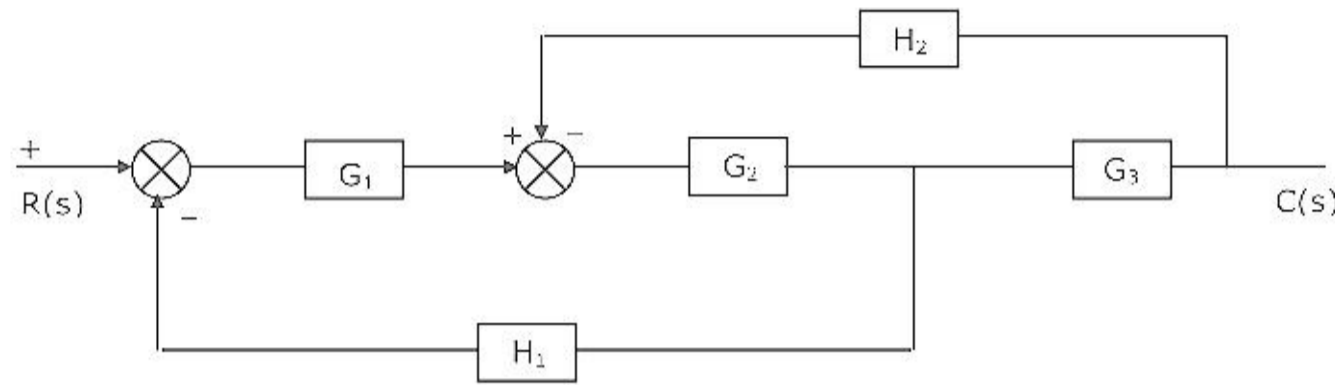 H₂
+ −
+
G₁ G₂ G₃
R(s) − C(s)
H₁